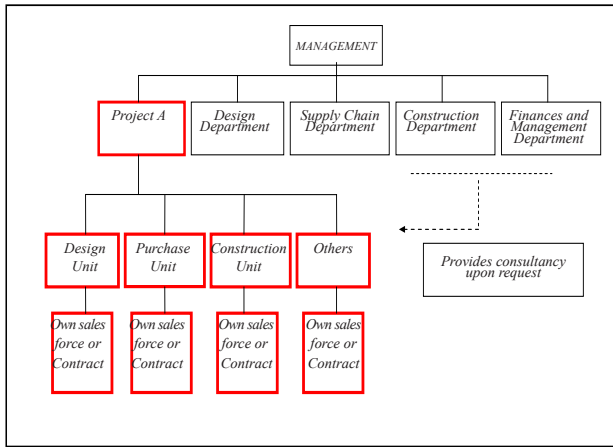 MANAGEMENT
Project A
Design
Department
Supply Chain
Department
Construction
Department
Finances and
Management
Department
Design
Unit
Purchase
Unit
Construction
Unit
Others
Provides consultancy
upon request
Own sales
force or
Contract
Own sales
force or
Contract
Own sales
force or
Contract
Own sales
force or
Contract